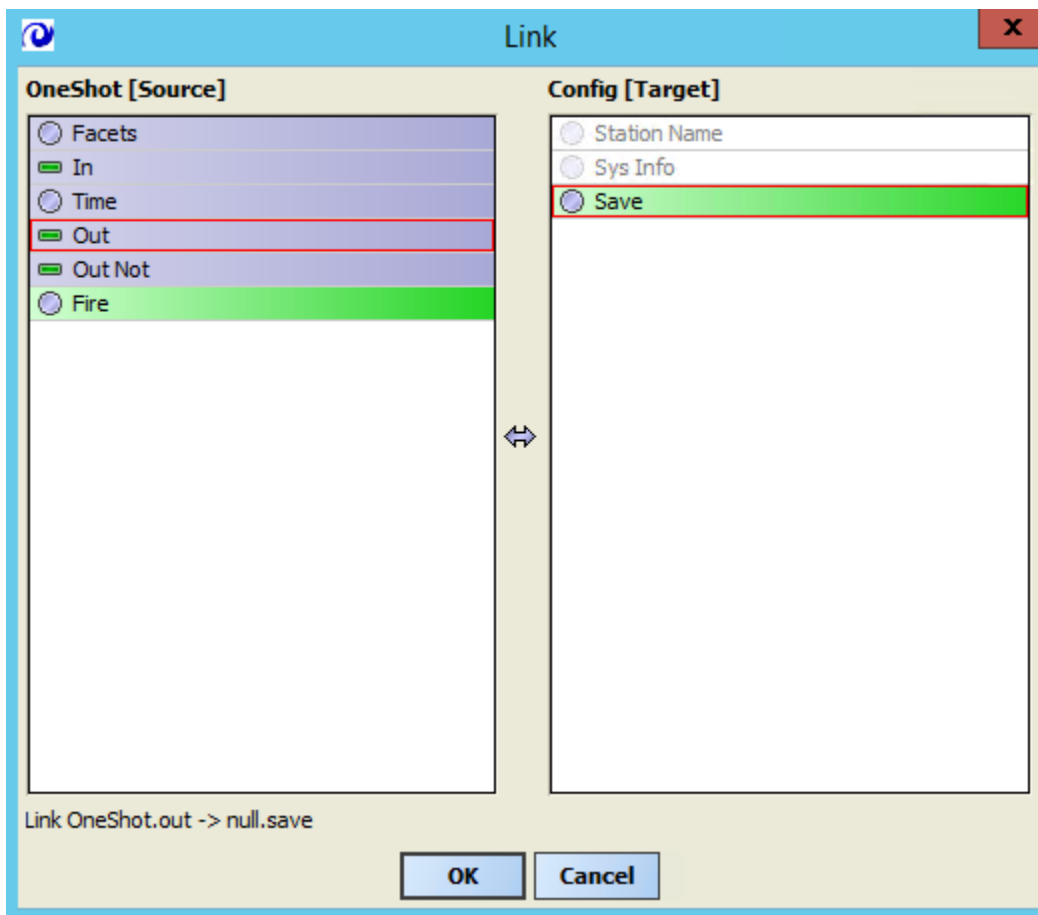 Link
x
OneShot [Source]
Facets
In
Time
Out
Out Not
Fire
Config [Target]
Station Name
Sys Info
Save
Link OneShot.out -> null.save
OK
Cancel